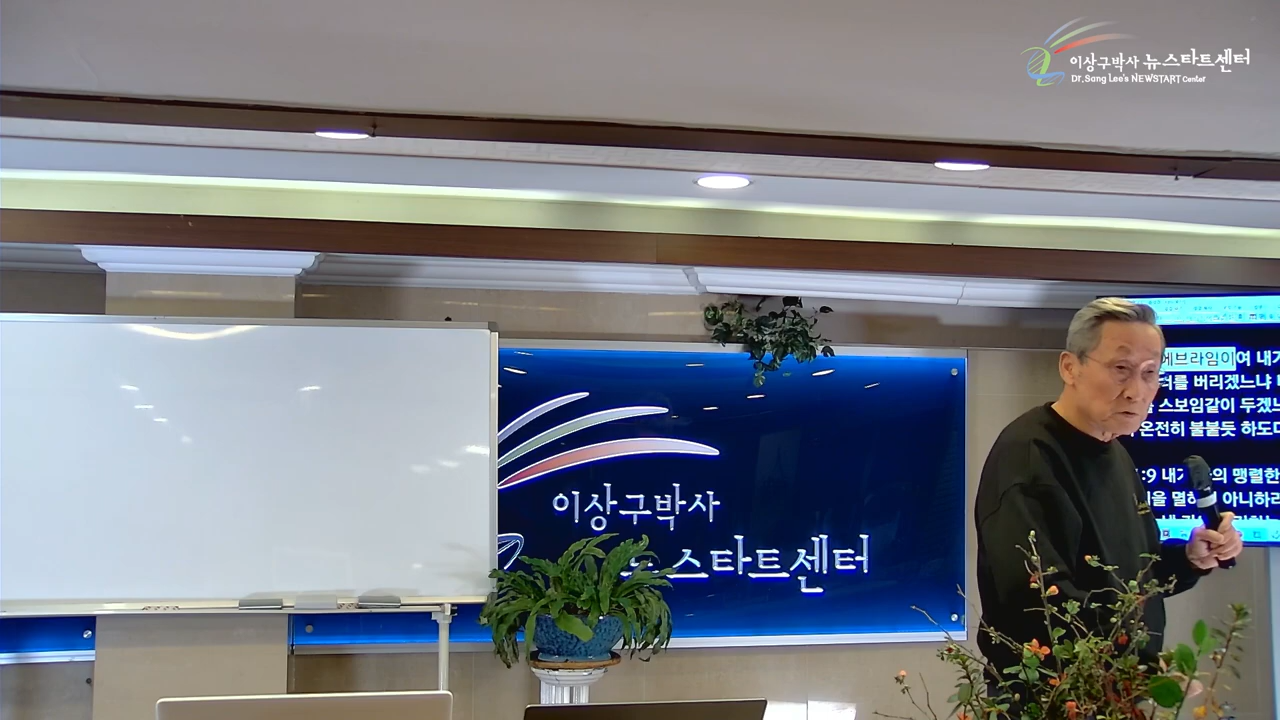 이상구박사 뉴스타트센터
Dr. Sang Lee's NEWSTART Center
에브라임이여 내가
버리겠느냐
스보임같이 두겠느
온전히 불붙듯 하도다
:9 내가 의 맹렬한
멸하 아니하리
이상구박사
뉴스타트센터